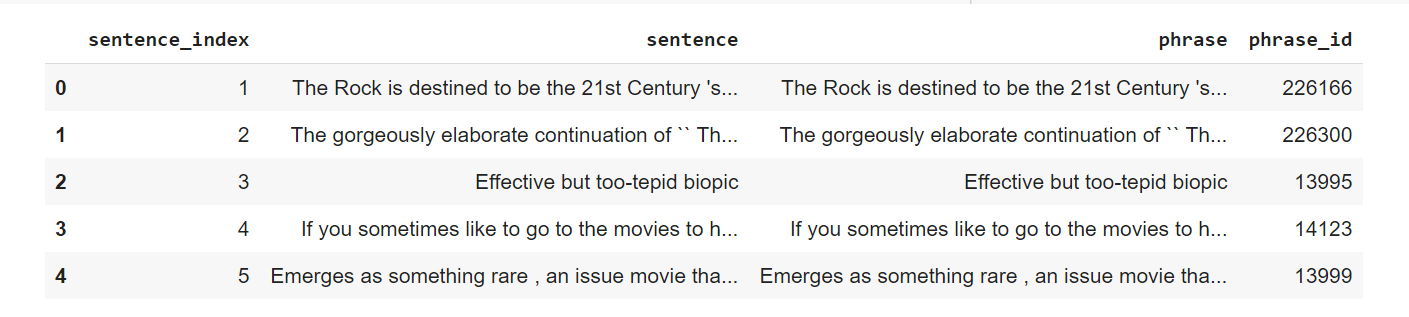 sentence_index sentence phrase phrase_id
0 1 The Rock is destined to be the 21st Century 's... The Rock is destined to be the 21st Century 's... 226166
1 2 The gorgeously elaborate continuation of `` Th... The gorgeously elaborate continuation of `` Th... 226300
2 3 Effective but too-tepid biopic Effective but too-tepid biopic 13995
3 4 If you sometimes like to go to the movies to h... If you sometimes like to go to the movies to h... 14123
4 5 Emerges as something rare , an issue movie tha... Emerges as something rare , an issue movie tha... 13999